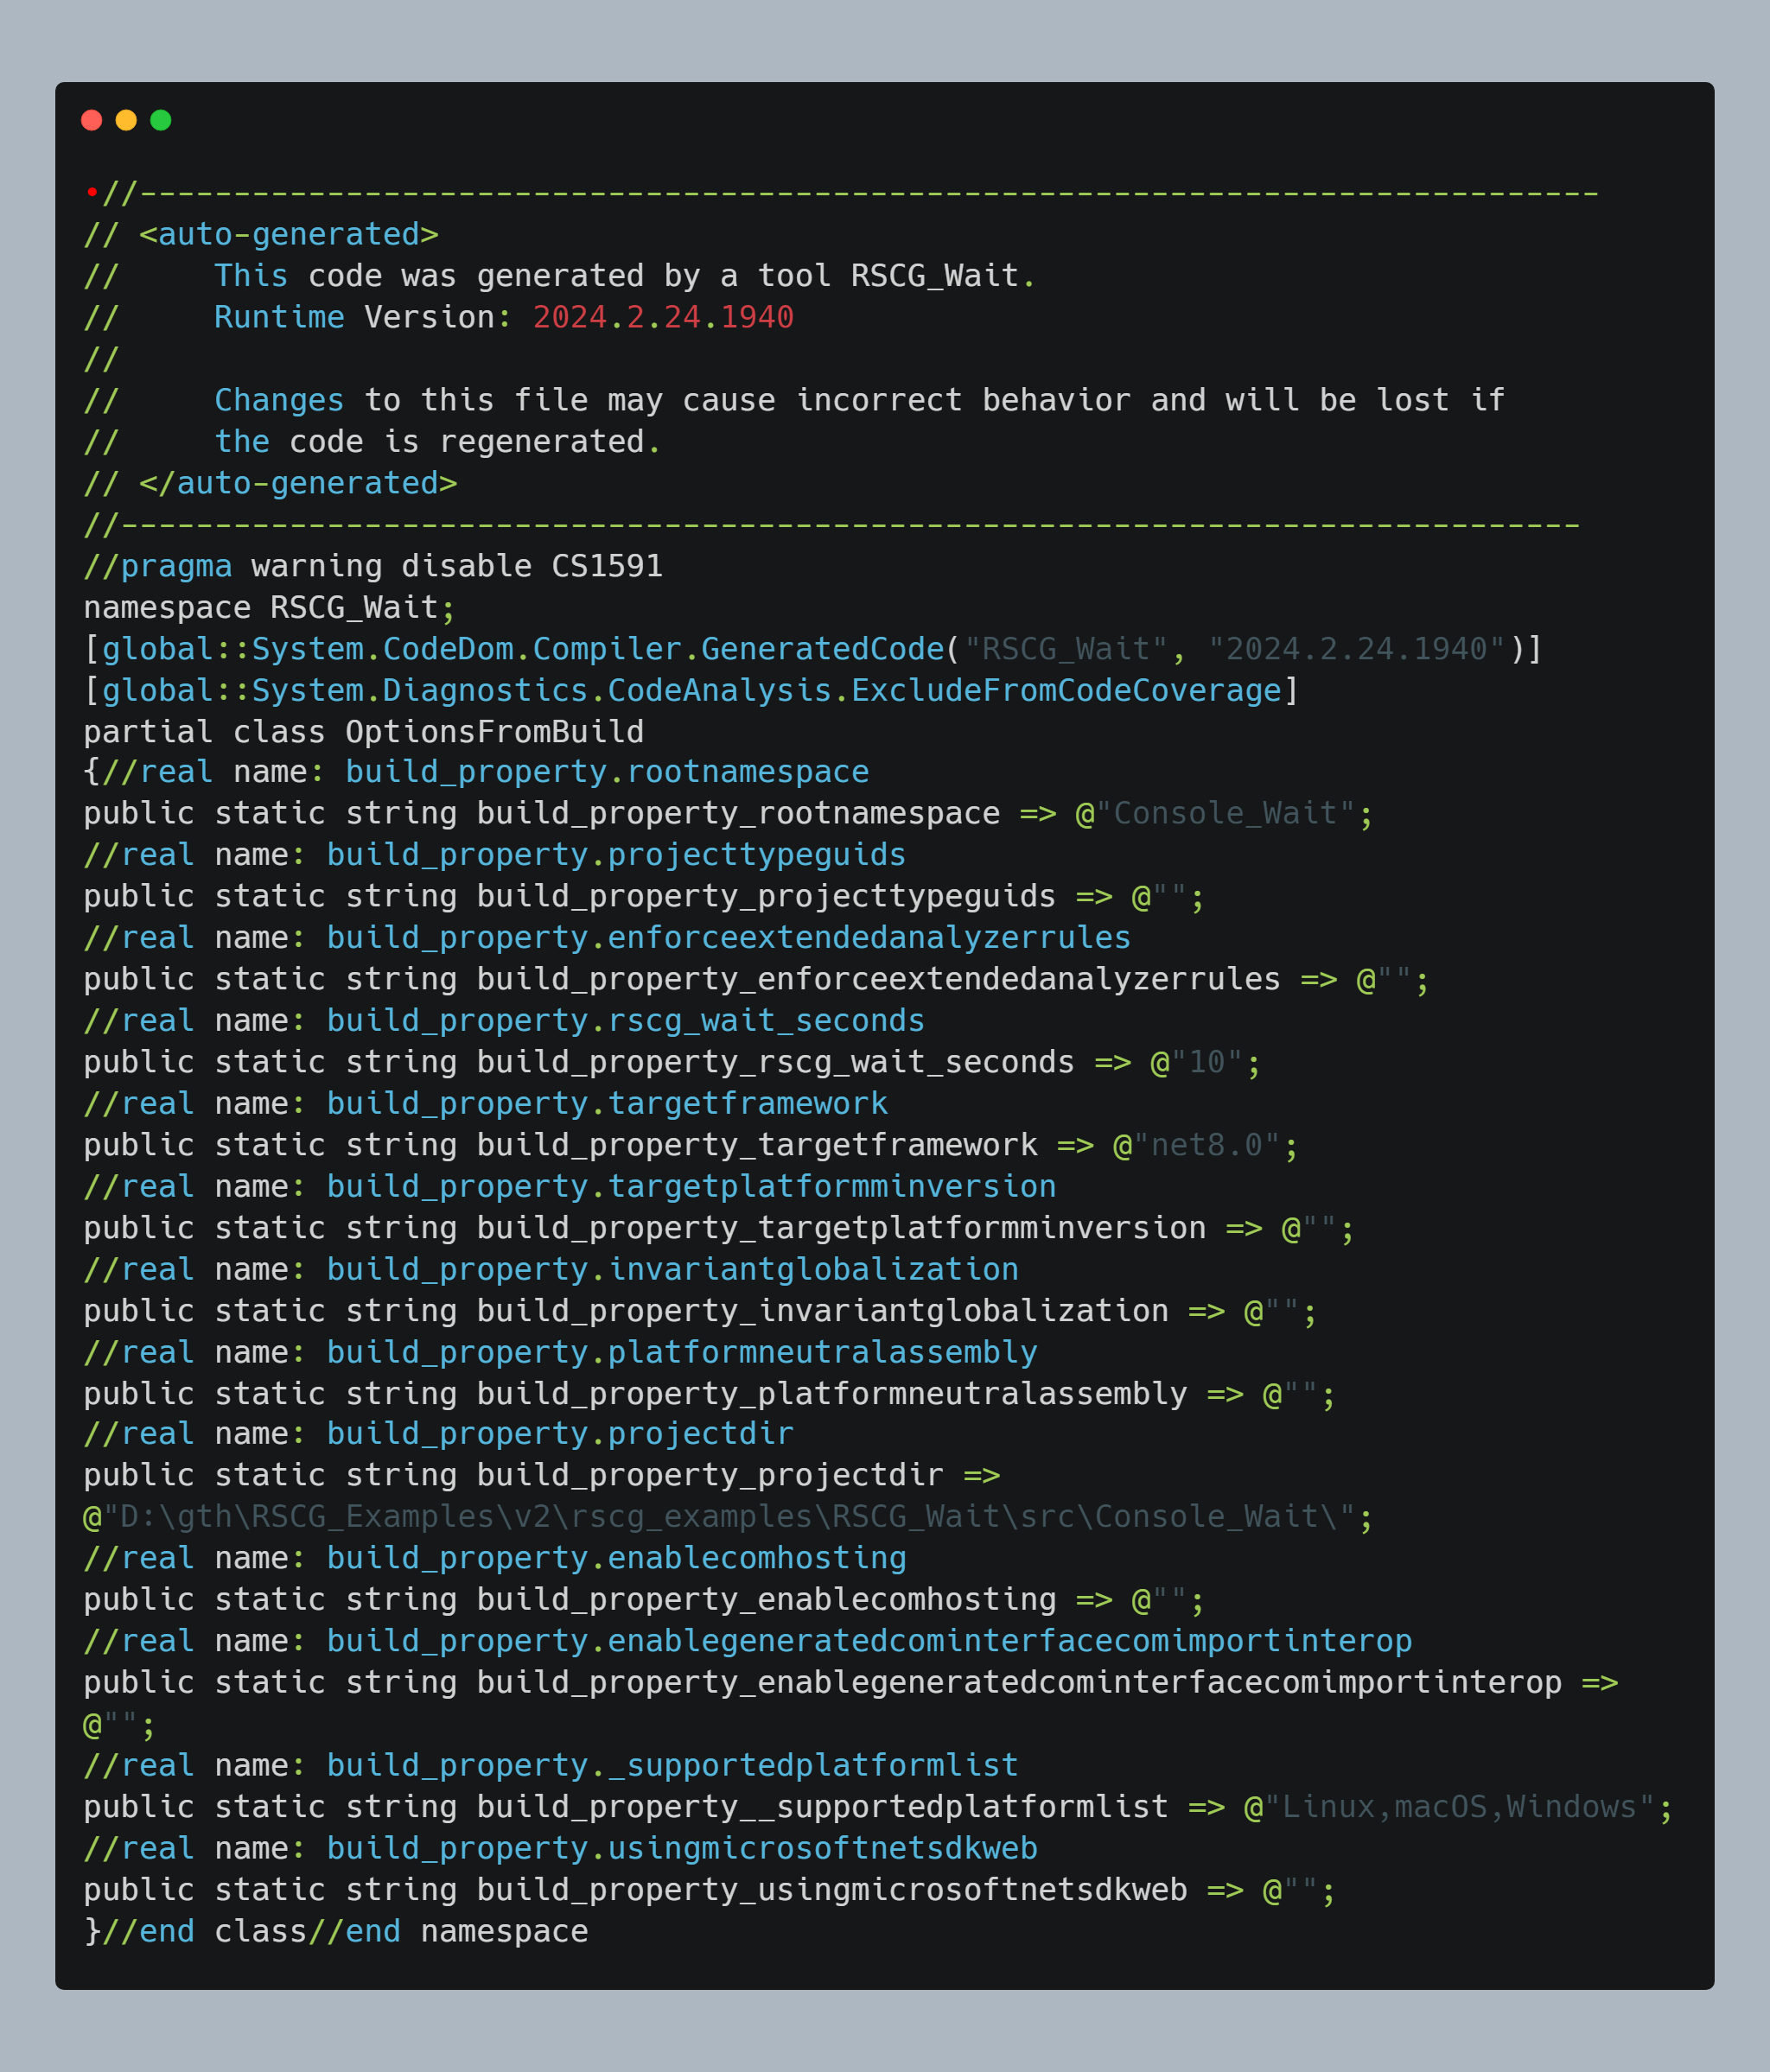 •//------------------------------------------------------------------------------
// <auto-generated>
//     This code was generated by a tool RSCG_Wait.
//     Runtime Version: 2024.2.24.1940
//
//     Changes to this file may cause incorrect behavior and will be lost if
//     the code is regenerated.
// </auto-generated>
//------------------------------------------------------------------------------
//pragma warning disable CS1591
namespace RSCG_Wait;
[global::System.CodeDom.Compiler.GeneratedCode("RSCG_Wait", "2024.2.24.1940")]
[global::System.Diagnostics.CodeAnalysis.ExcludeFromCodeCoverage]
partial class OptionsFromBuild
{//real name: build_property.rootnamespace
public static string build_property_rootnamespace => @"Console_Wait";
//real name: build_property.projecttypeguids
public static string build_property_projecttypeguids => @"";
//real name: build_property.enforceextendedanalyzerrules
public static string build_property_enforceextendedanalyzerrules => @"";
//real name: build_property.rscg_wait_seconds
public static string build_property_rscg_wait_seconds => @"10";
//real name: build_property.targetframework
public static string build_property_targetframework => @"net8.0";
//real name: build_property.targetplatformminversion
public static string build_property_targetplatformminversion => @"";
//real name: build_property.invariantglobalization
public static string build_property_invariantglobalization => @"";
//real name: build_property.platformneutralassembly
public static string build_property_platformneutralassembly => @"";
//real name: build_property.projectdir
public static string build_property_projectdir =>
@"D:\gth\RSCG_Examples\v2\rscg_examples\RSCG_Wait\src\Console_Wait\";
//real name: build_property.enablecomhosting
public static string build_property_enablecomhosting => @"";
//real name: build_property.enablegeneratedcominterfacecomimportinterop
public static string build_property_enablegeneratedcominterfacecomimportinterop =>
@"";
//real name: build_property._supportedplatformlist
public static string build_property__supportedplatformlist => @"Linux,macOS,Windows";
//real name: build_property.usingmicrosoftnetsdkweb
public static string build_property_usingmicrosoftnetsdkweb => @"";
}//end class//end namespace